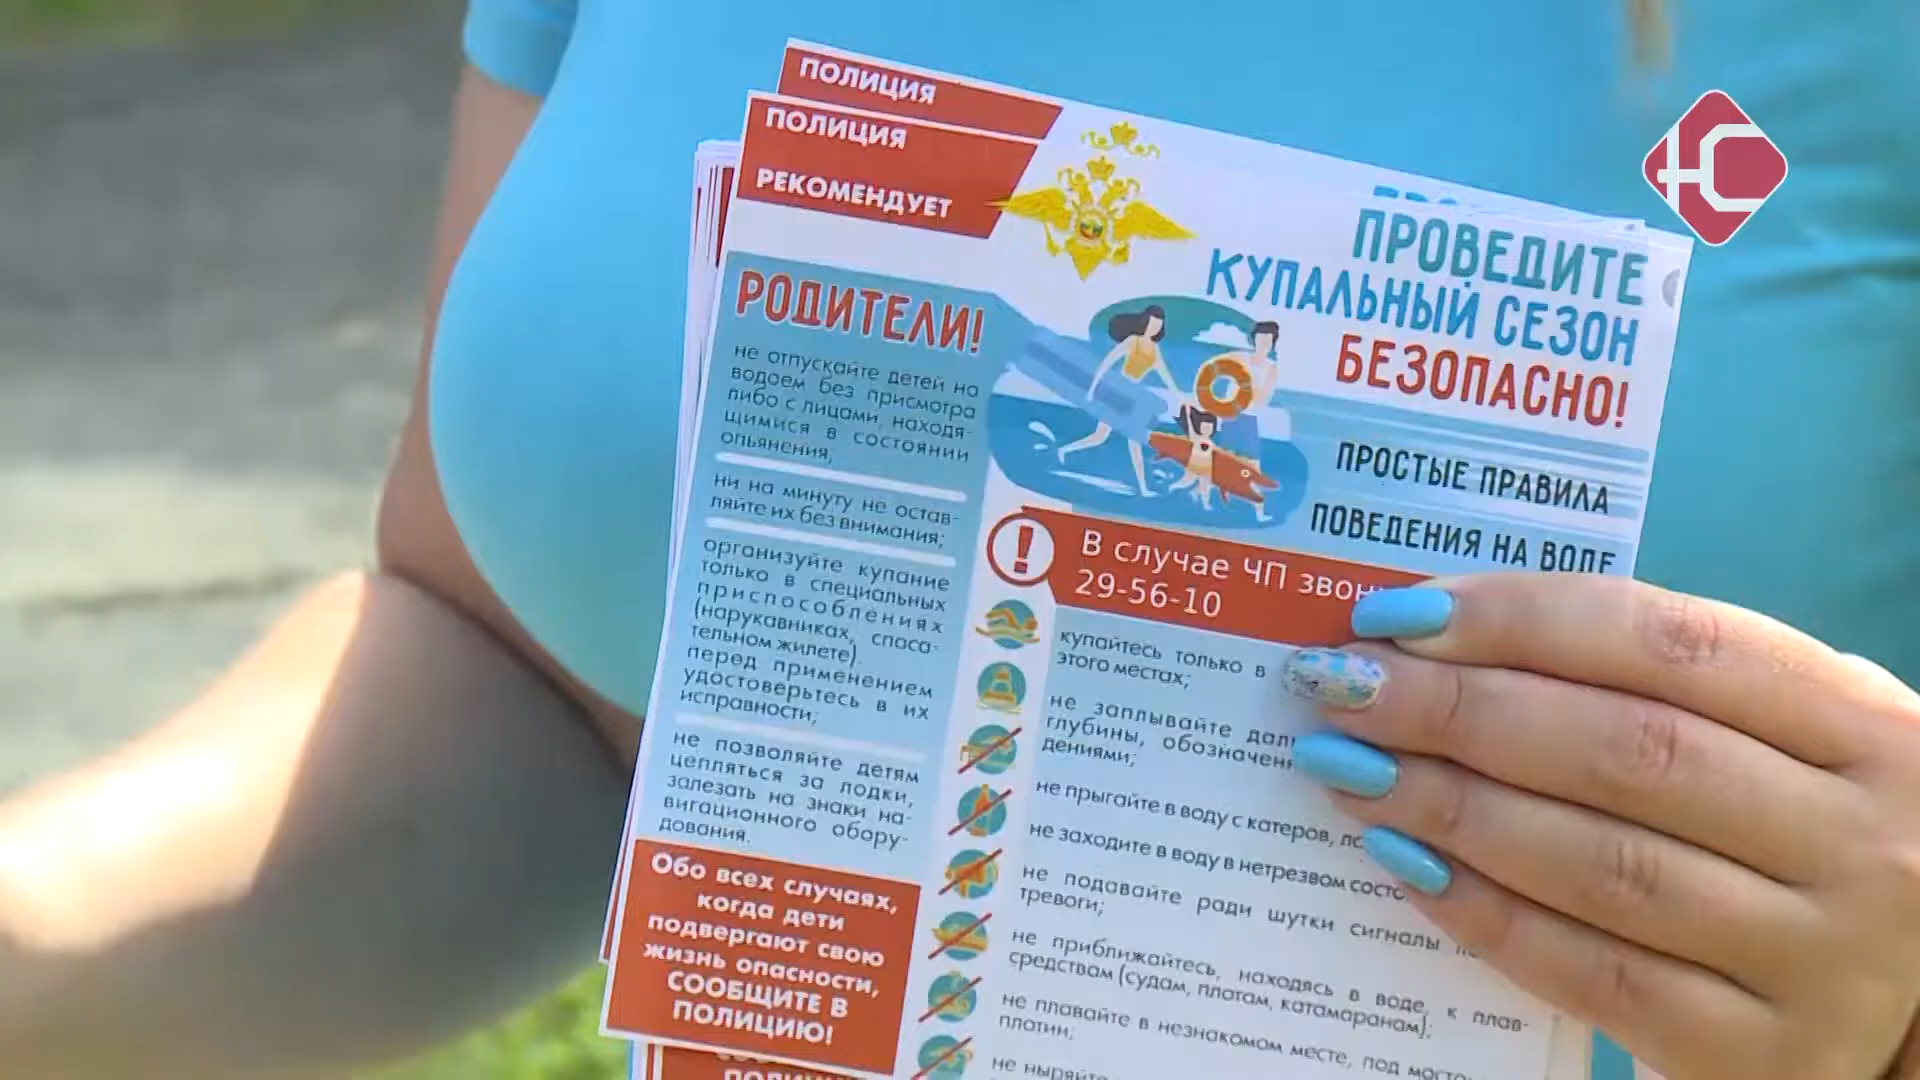 ПОЛИЦИЯ
ПОЛИЦИЯ
РЕКОМЕНДУЕТ
ПРОВЕДИТЕ
КУПАЛЬНЫЙ СЕЗОН
БЕЗОПАСНО!
ПРОСТЫЕ ПРАВИЛА
ПОВЕДЕНИЯ НА ВОДЕ
РОДИТЕЛИ!
не отпускайте детей на
водоем без присмотра
либо с лицами, находя-
щимися в состоянии
опьянения;
ни на минуту не остав-
ляйте их без внимания;
организуйте купание
только в специальных
приспособлениях
(нарукавниках, спаса-
тельном жилете).
перед применением
удостоверьтесь в их
исправности;
не позволяйте детям
цепляться за лодки,
залезать на знаки на-
вигационного обору-
дования.
Обо всех случаях,
когда дети
подвергают свою
жизнь опасности,
СООБЩИТЕ В
ПОЛИЦИЮ!
В случае ЧП звон
29-56-10
купайтесь только в
этого местах;
не заплывайте дал
глубины, обозначен
дениями;
не прыгайте в воду с катеров, ло
не заходите в воду в нетрезвом состо
не подавайте ради шутки сигналы
тревоги;
не приближайтесь, находясь в воде, к плав-
средствам (судам, плотам, катамаранам);
не плавайте в незнакомом месте, под мосто
плотин;
не ныряйте
ЮС